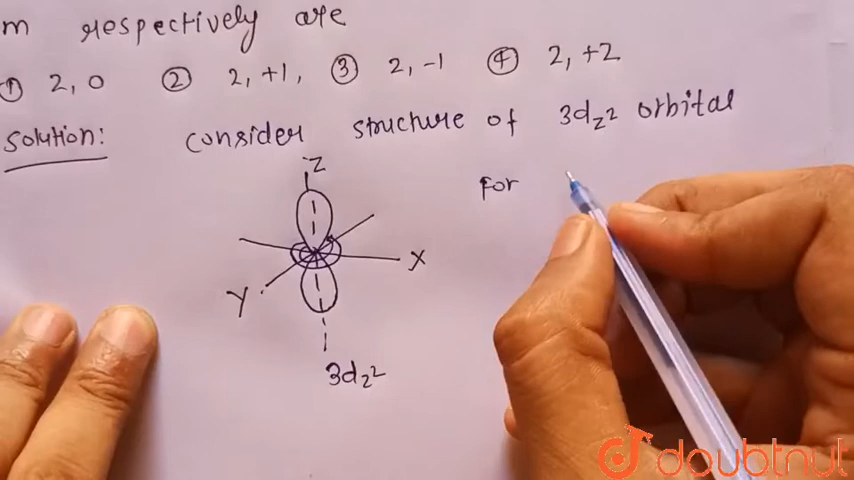 m respectively are
① 2, 0 ② 2, +1, ③ 2, -1 ④ 2, +2
Solution: consider structure of 3dz² orbital
Z
For
X
Y
3dz²
doubtnut